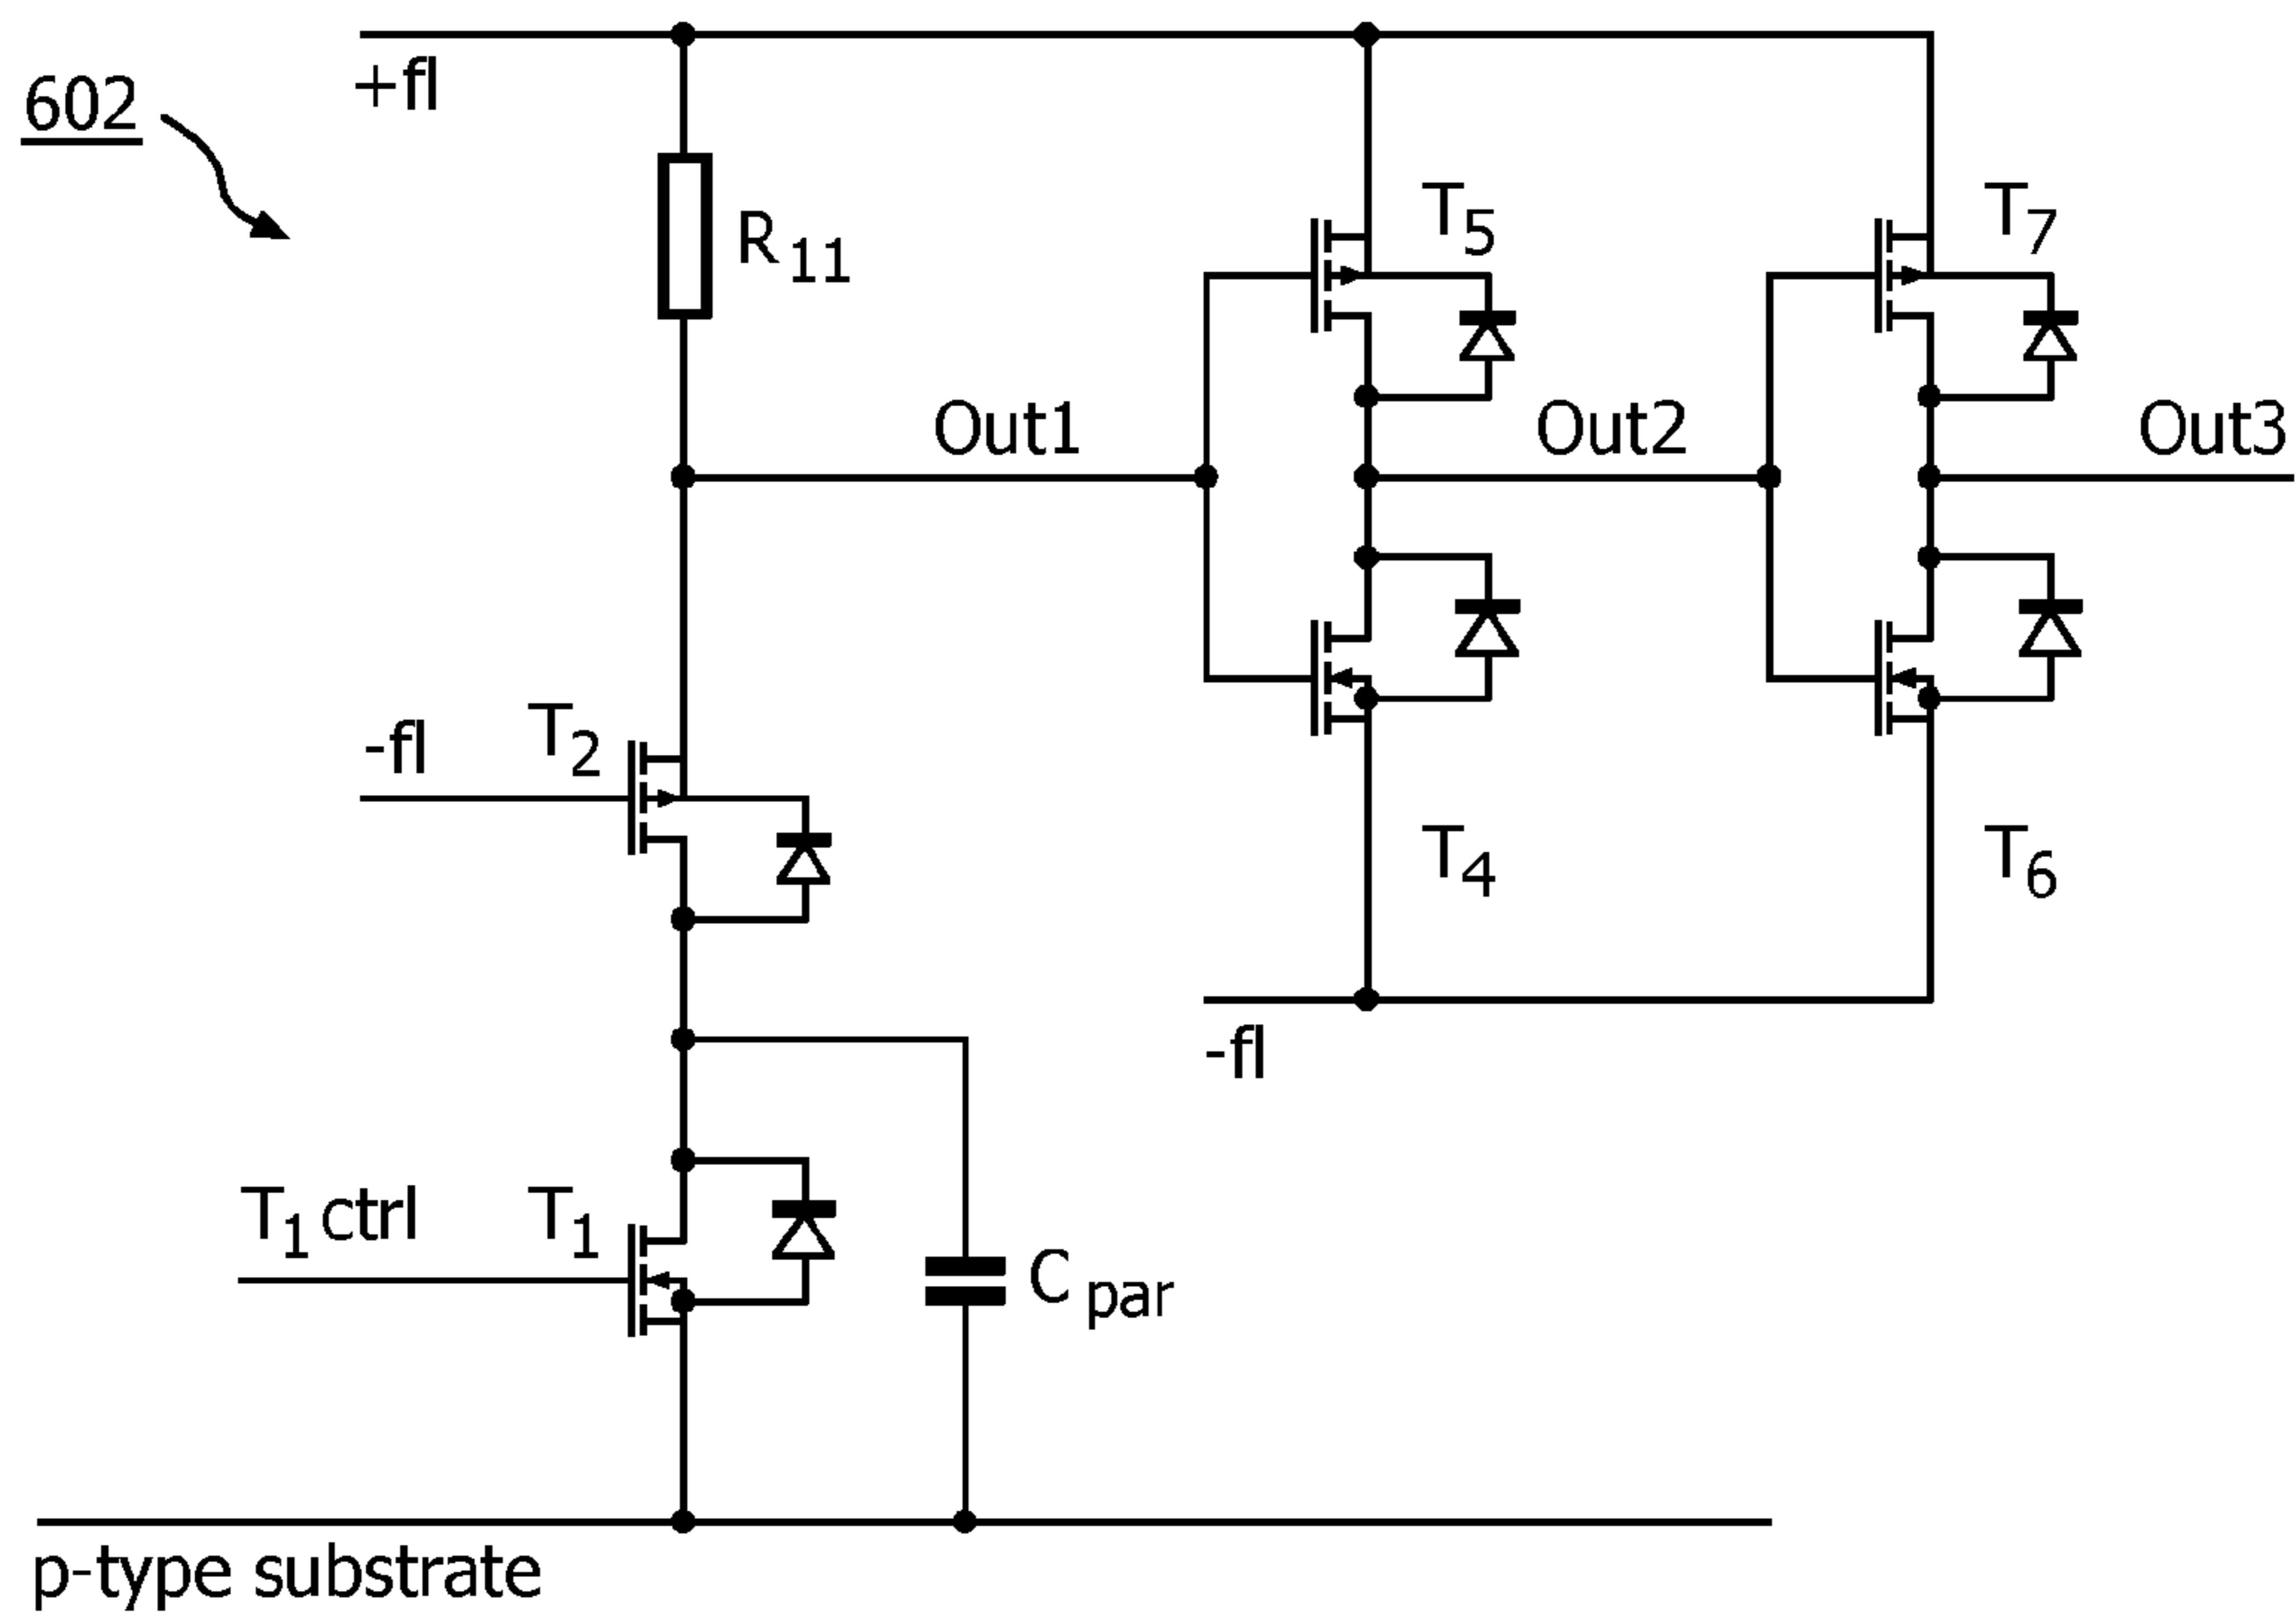 602
+fl
R11
T5
T7
Out1
Out2
Out3
-fl
T2
T4
T6
-fl
T1 ctrl
T1
Cpar
p-type substrate